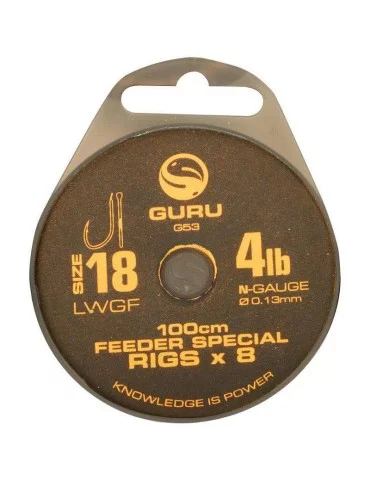 GURU
G53
SIZE 18
LWGF
4lb
N-GAUGE
Ø 0.13mm
100cm
FEEDER SPECIAL
RIGS x 8
KNOWLEDGE IS POWER